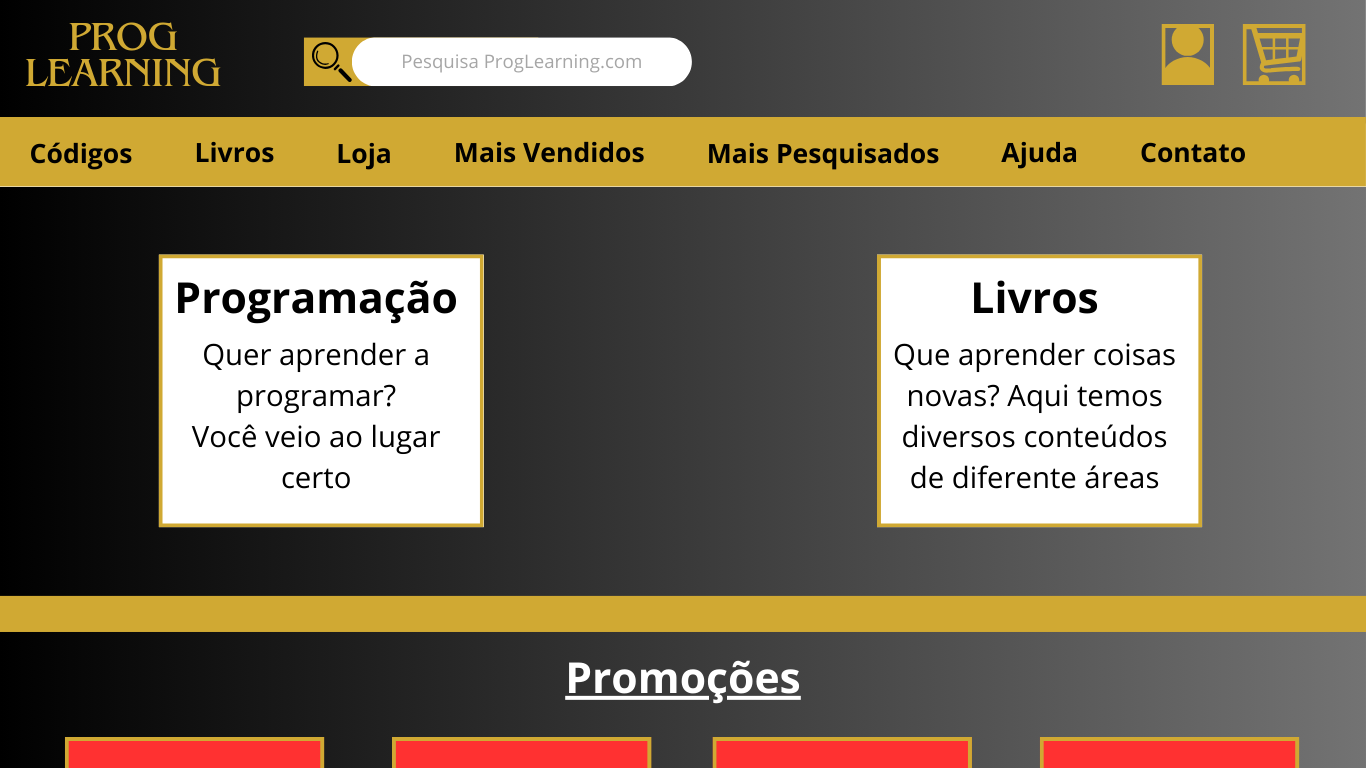 PROG
LEARNING
Pesquisa ProgLearning.com
Códigos Livros Loja Mais Vendidos Mais Pesquisados Ajuda Contato
Programação
Quer aprender a
programar?
Você veio ao lugar
certo
Livros
Que aprender coisas
novas? Aqui temos
diversos conteúdos
de diferente áreas
Promoções